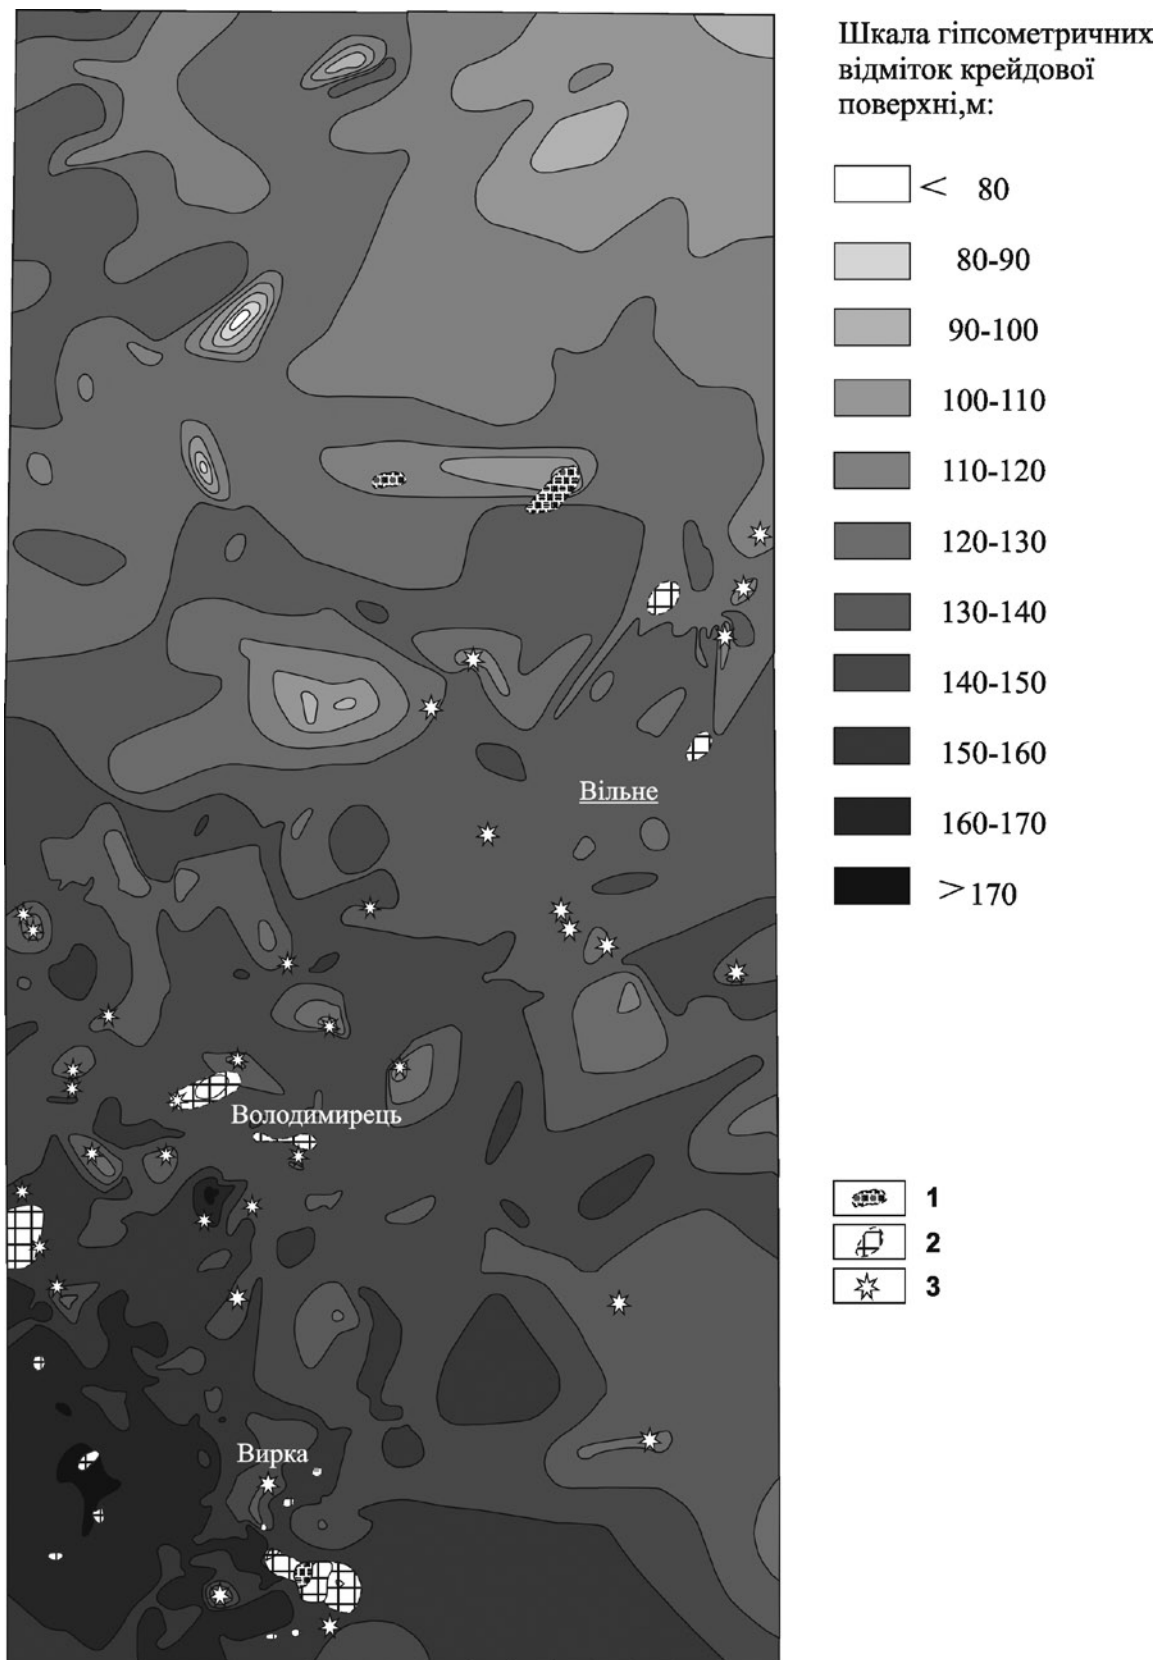 Шкала гіпсометричних
відміток крейдової
поверхні,м:
< 80
80-90
90-100
100-110
110-120
120-130
130-140
140-150
150-160
160-170
> 170
Вільне
Володимирець
1
2
3
Вирка